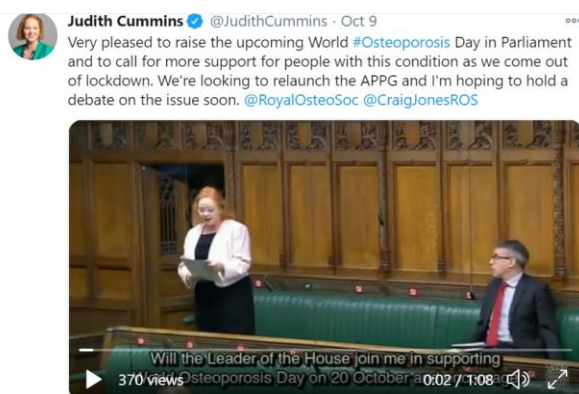 Judith Cummins @JudithCummins · Oct 9
Very pleased to raise the upcoming World #Osteoporosis Day in Parliament
and to call for more support for people with this condition as we come out
of lockdown. We're looking to relaunch the APPG and I'm hoping to hold a
debate on the issue soon. @RoyalOsteoSoc @CraigJonesROS
Will the Leader of the House join me in supporting
World Osteoporosis Day on 20 October
370 views
0:02 / 1:08